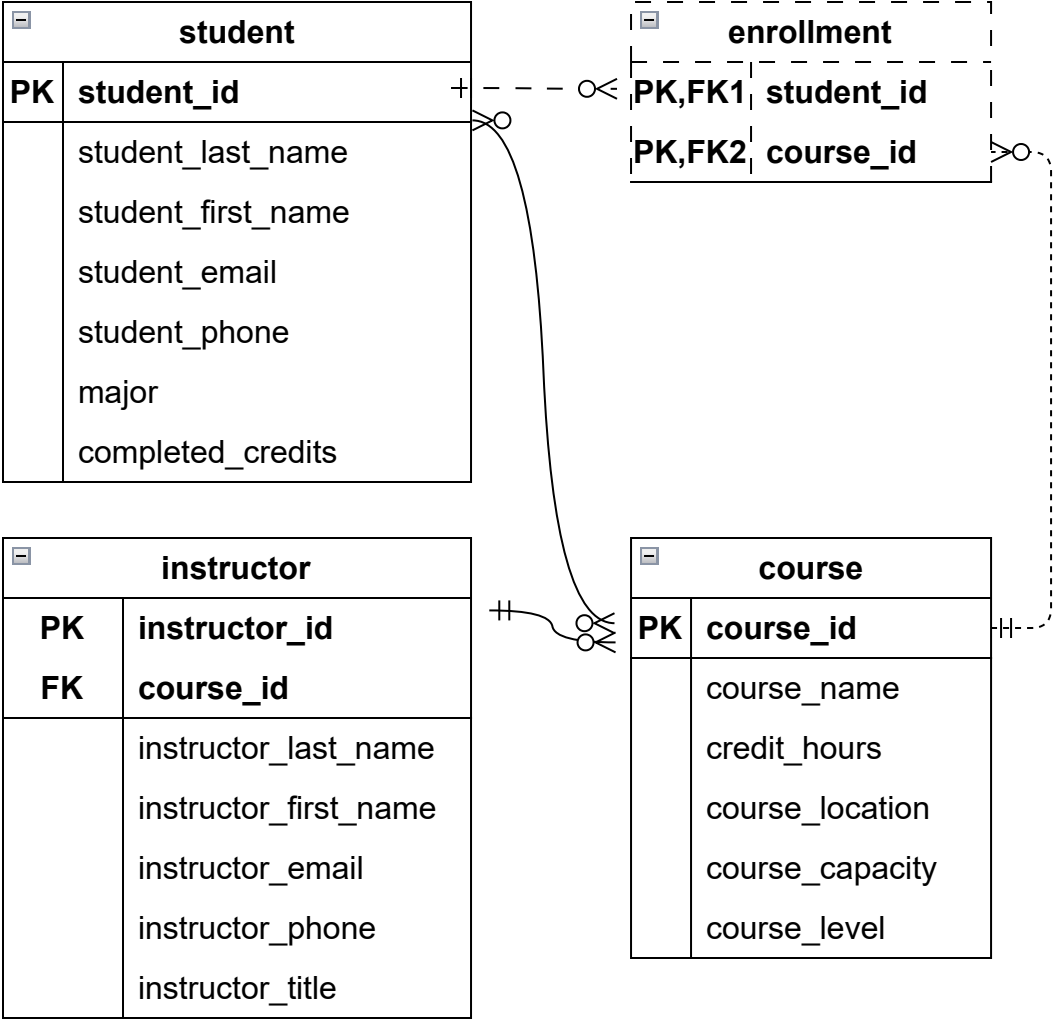 student
PK student_id
student_last_name
student_first_name
student_email
student_phone
major
completed_credits
enrollment
PK,FK1 student_id
PK,FK2 course_id
instructor
PK instructor_id
FK course_id
instructor_last_name
instructor_first_name
instructor_email
instructor_phone
instructor_title
course
PK course_id
course_name
credit_hours
course_location
course_capacity
course_level